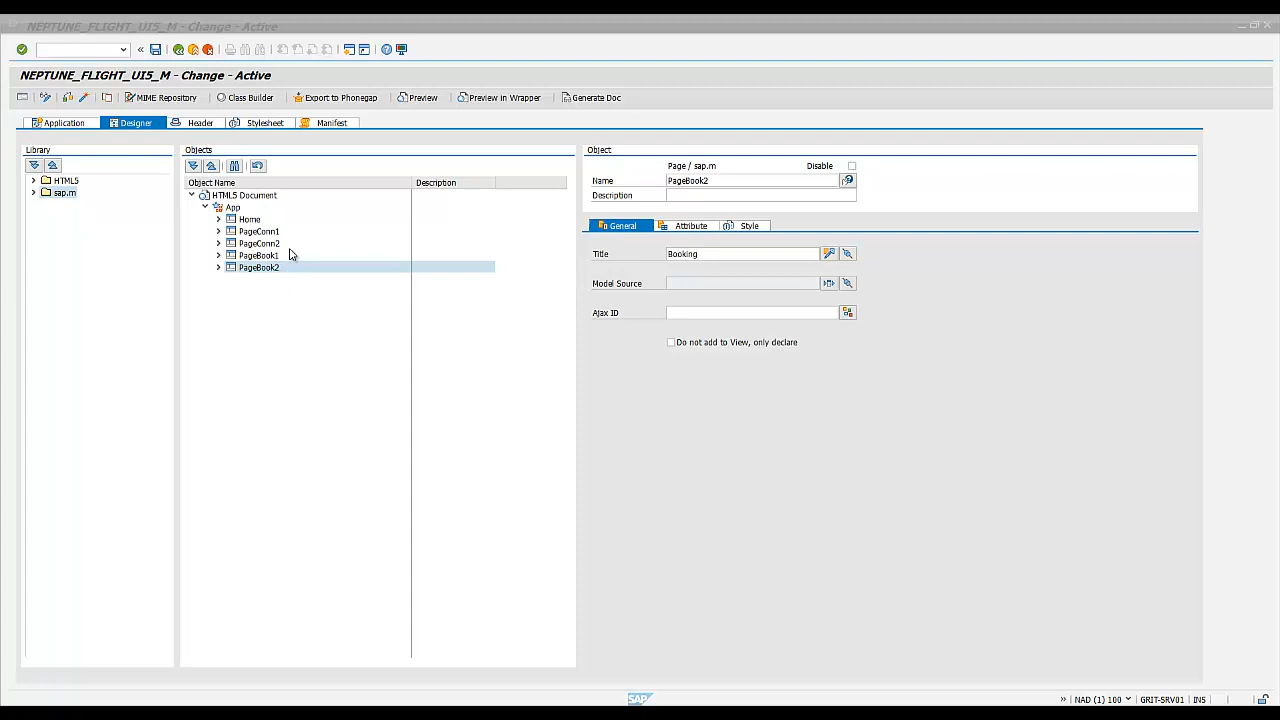 NEPTUNE_FLIGHT_UI5_M - Change - Active
NEPTUNE_FLIGHT_UI5_M - Change - Active
MIME Repository Class Builder Export to Phonegap Preview Preview in Wrapper Generate Doc
Application Designer Header Stylesheet Manifest
Library Objects Object
Page / sap.m Disable
HTML5 Object Name Description Name PageBook2
sap.m HTML5 Document Description
App
Home
PageConn1 General Attribute Style
PageConn2
PageBook1 Title Booking
PageBook2
Model Source
Ajax ID
Do not add to View, only declare
SAP » NAD (1) 100 GRIT-SRV01 INS